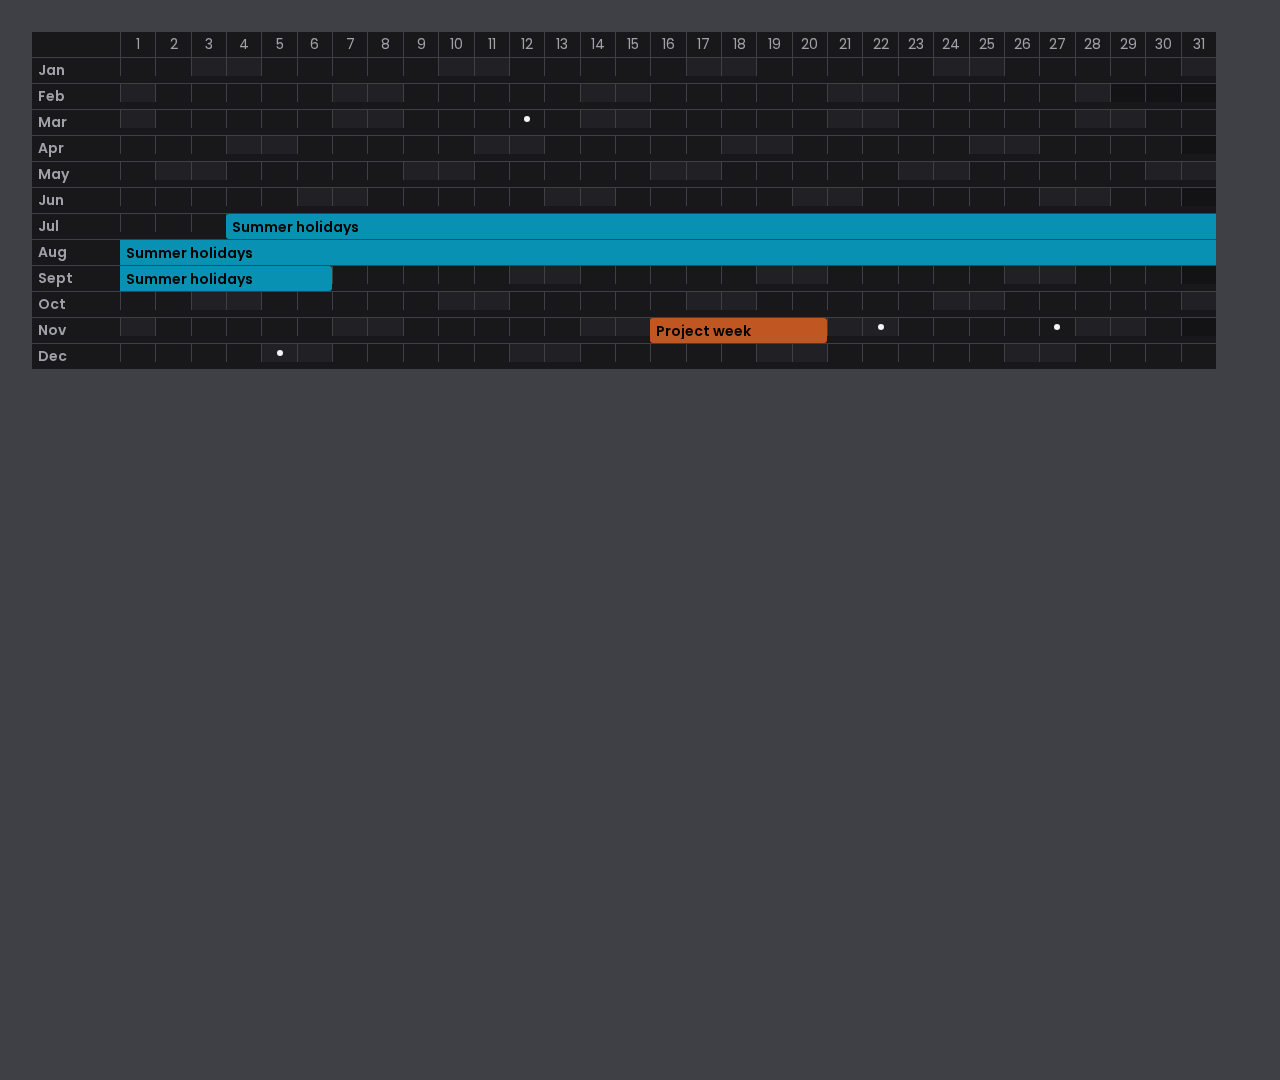 1 2 3 4 5 6 7 8 9 10 11 12 13 14 15 16 17 18 19 20 21 22 23 24 25 26 27 28 29 30 31
Jan
Feb
Mar
Apr
May
Jun
Jul Summer holidays
Aug Summer holidays
Sept Summer holidays
Oct
Nov Project week
Dec